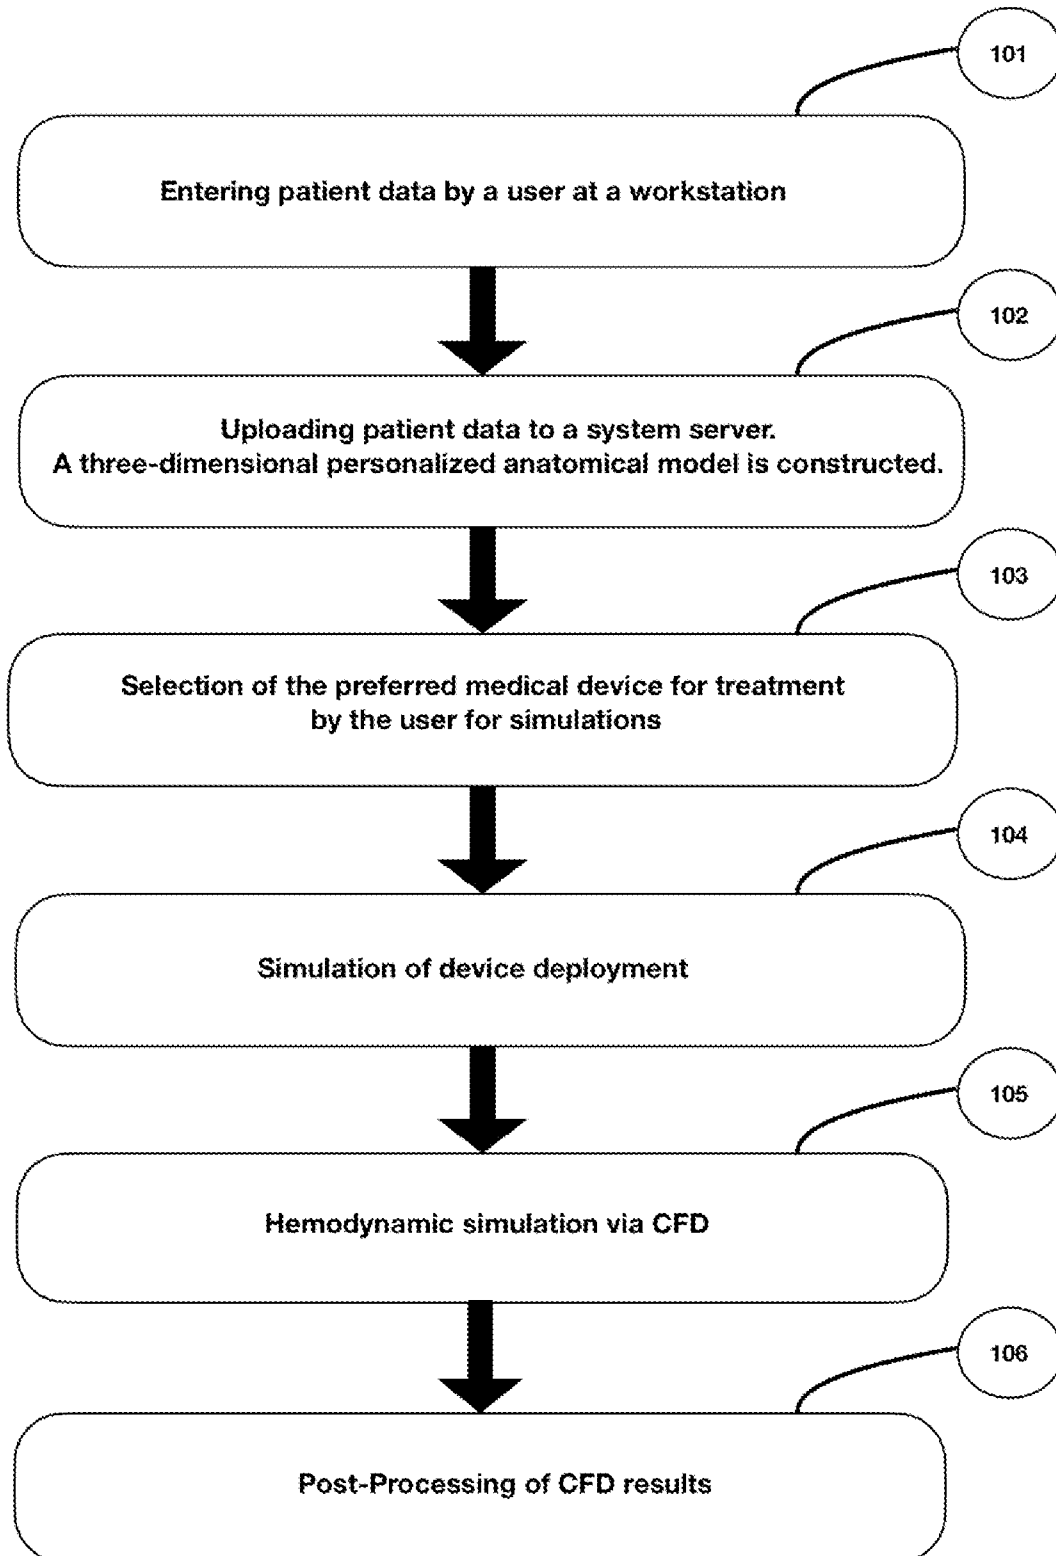 101
Entering patient data by a user at a workstation
102
Uploading patient data to a system server.
A three-dimensional personalized anatomical model is constructed.
103
Selection of the preferred medical device for treatment
by the user for simulations
104
Simulation of device deployment
105
Hemodynamic simulation via CFD
106
Post-Processing of CFD results